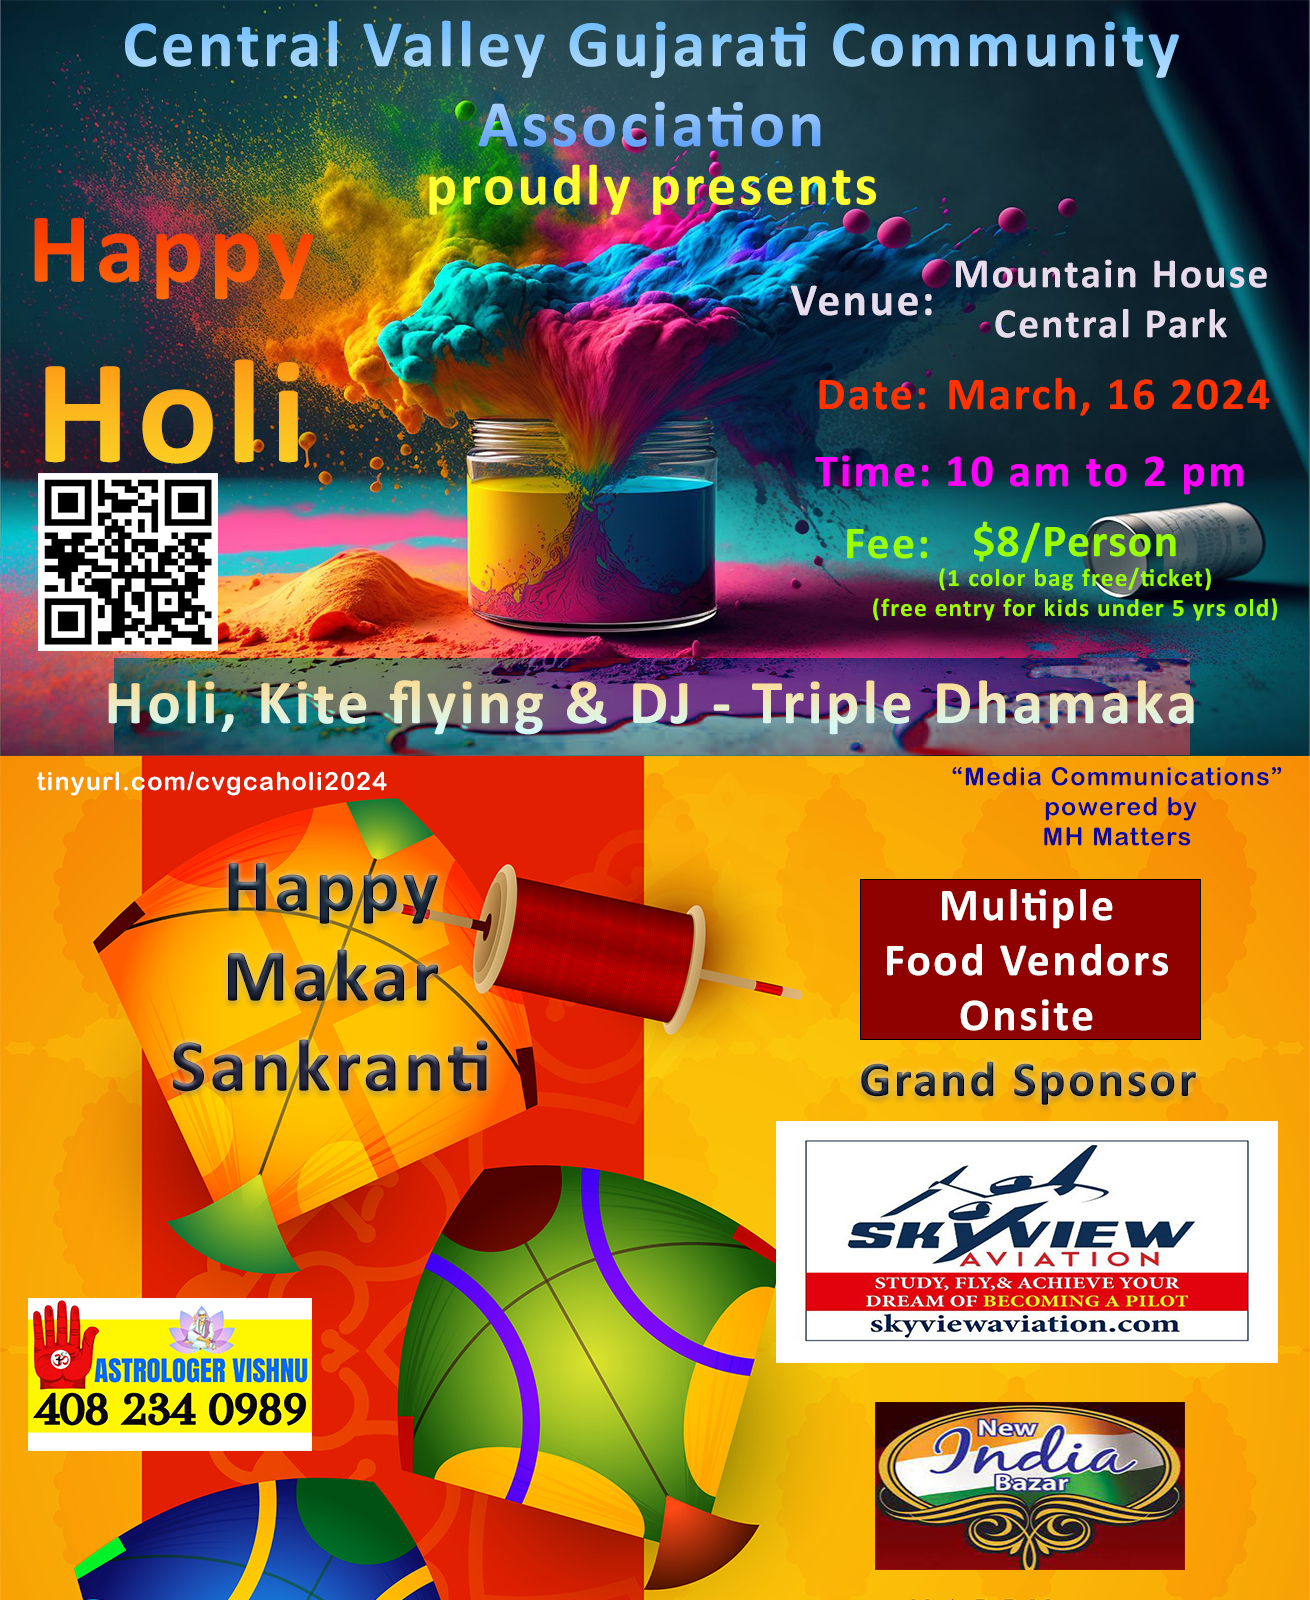 Central Valley Gujarati Community
Association
proudly presents
Happy
Holi
Venue: Mountain House
Central Park
Date: March, 16 2024
Time: 10 am to 2 pm
Fee: $8/Person
(1 color bag free/ticket)
(free entry for kids under 5 yrs old)
Holi, Kite flying & DJ - Triple Dhamaka
tinyurl.com/cvgcaholi2024
“Media Communications”
powered by
MH Matters
Happy
Makar
Sankranti
Multiple
Food Vendors
Onsite
Grand Sponsor
SKYVIEW
AVIATION
STUDY, FLY,& ACHIEVE YOUR
DREAM OF BECOMING A PILOT
skyviewaviation.com
ॐ
ASTROLOGER VISHNU
408 234 0989
New
India
Bazar